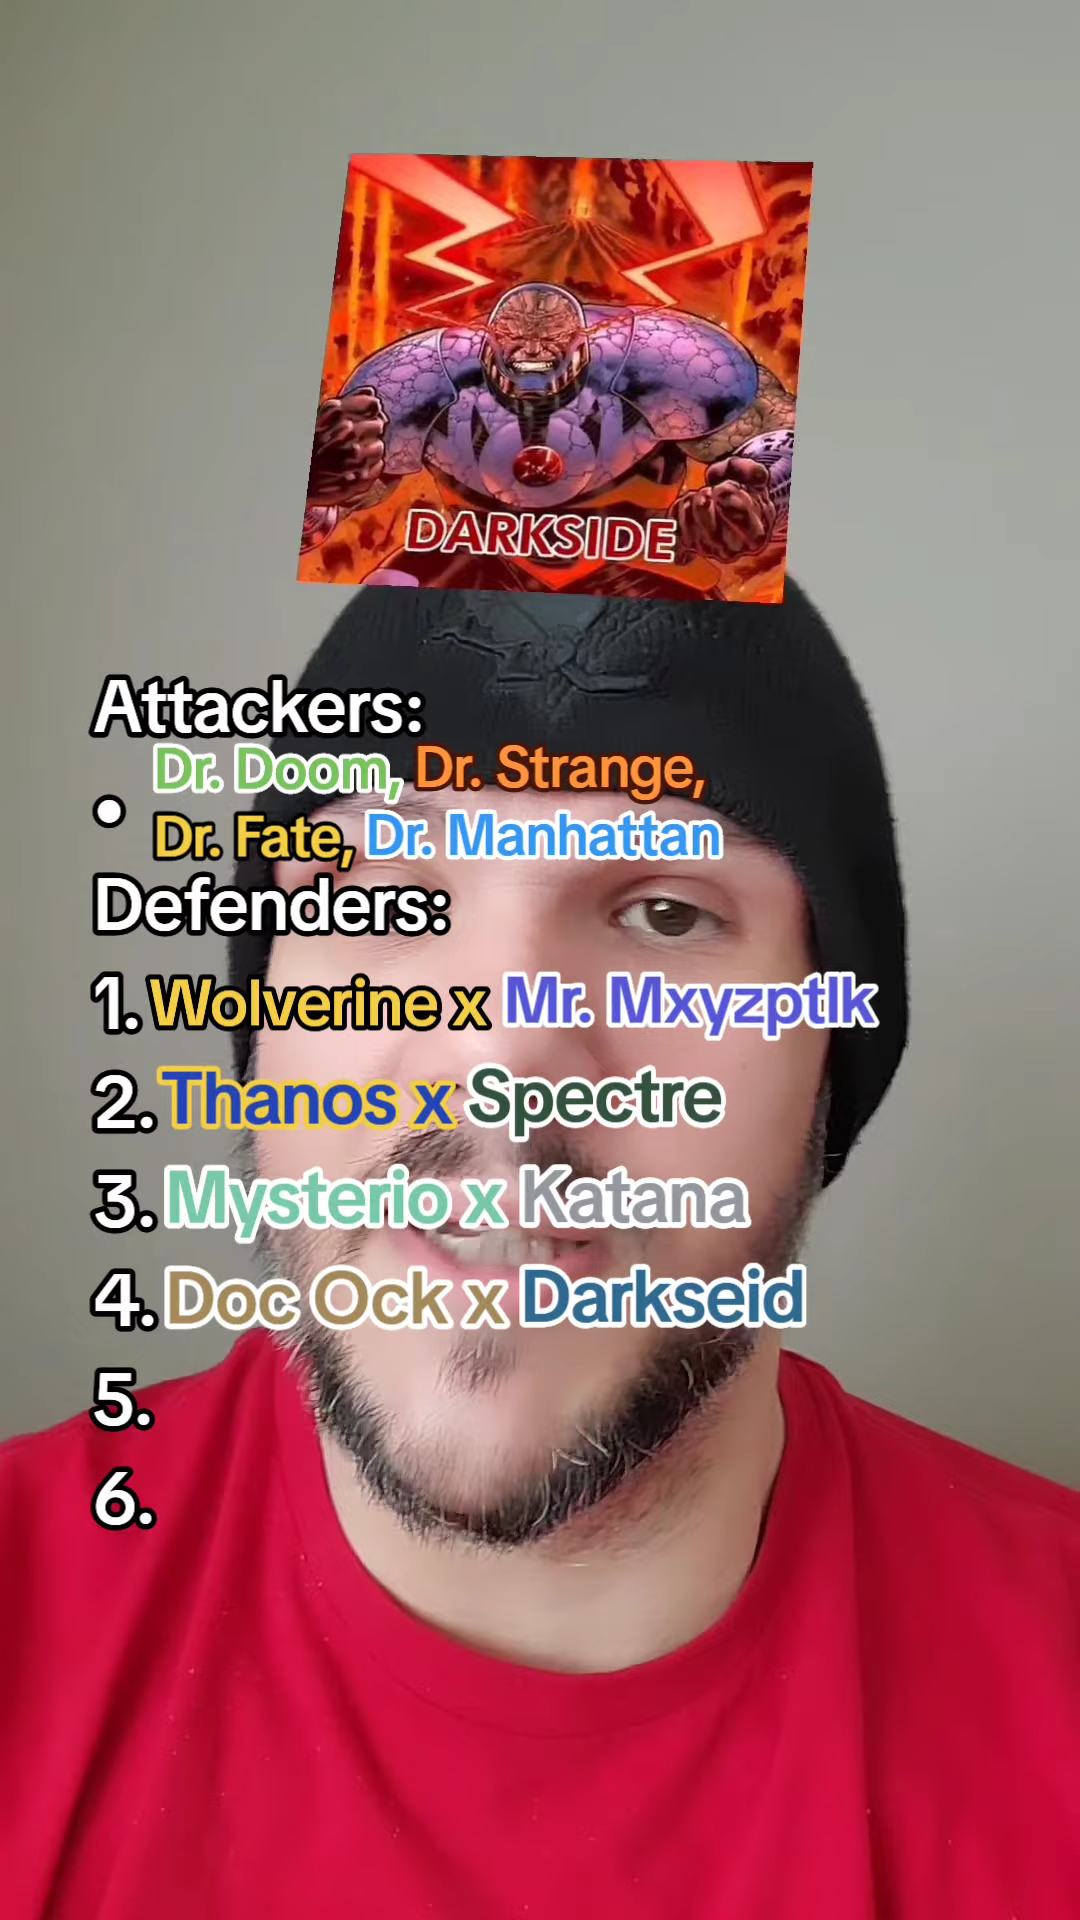 DARKSIDE
Attackers:
• Dr. Doom, Dr. Strange,
Dr. Fate, Dr. Manhattan
Defenders:
1. Wolverine x Mr. Mxyzptlk
2. Thanos x Spectre
3. Mysterio x Katana
4. Doc Ock x Darkseid
5.
6.